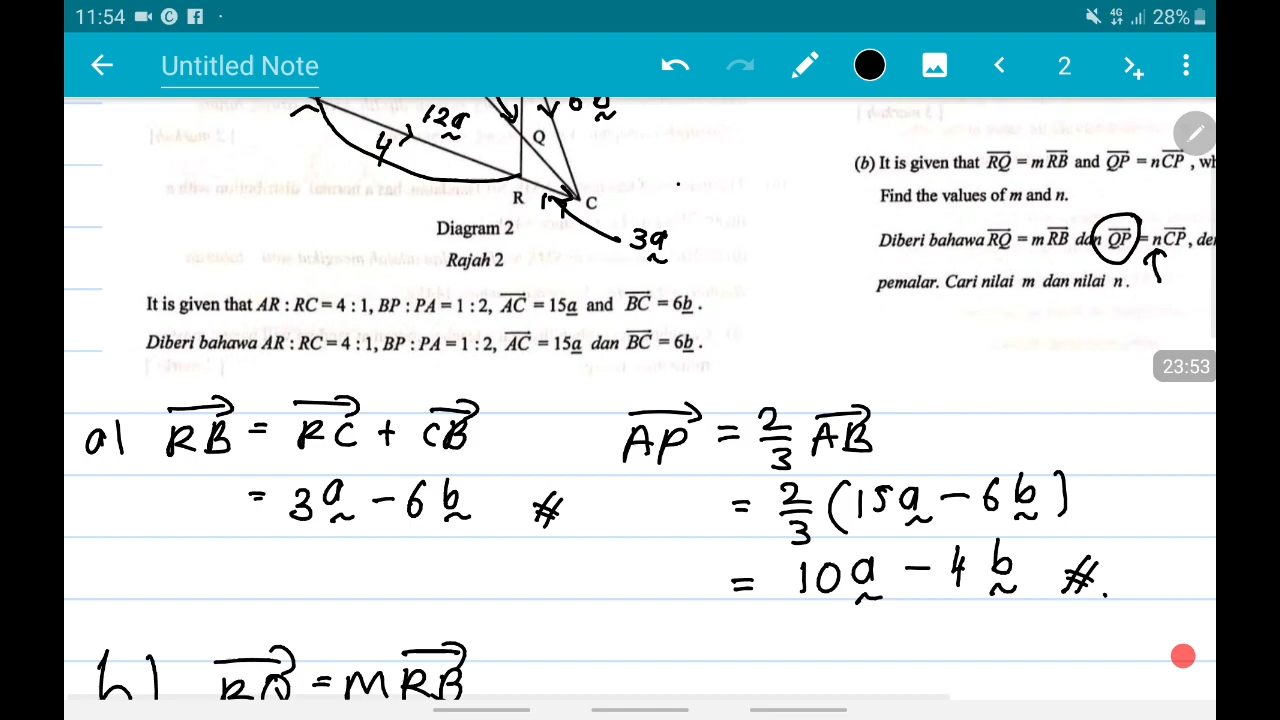 11:54
4G 28%
Untitled Note
2
12a
4
Q
R
1
C
3a
Diagram 2
Rajah 2
It is given that AR : RC = 4 : 1, BP : PA = 1 : 2, AC = 15a and BC = 6b .
Diberi bahawa AR : RC = 4 : 1, BP : PA = 1 : 2, AC = 15a dan BC = 6b .
(b) It is given that RQ = mRB and QP = nCP ,
Find the values of m and n.
Diberi bahawa RQ = mRB dan QP = nCP,
pemalar. Cari nilai m dan nilai n .
23:53
a) RB = RC + CB
= 3a - 6b #
AP = 2/3 AB
= 2/3 (15a - 6b)
= 10a - 4b #.
b) RQ = mRB